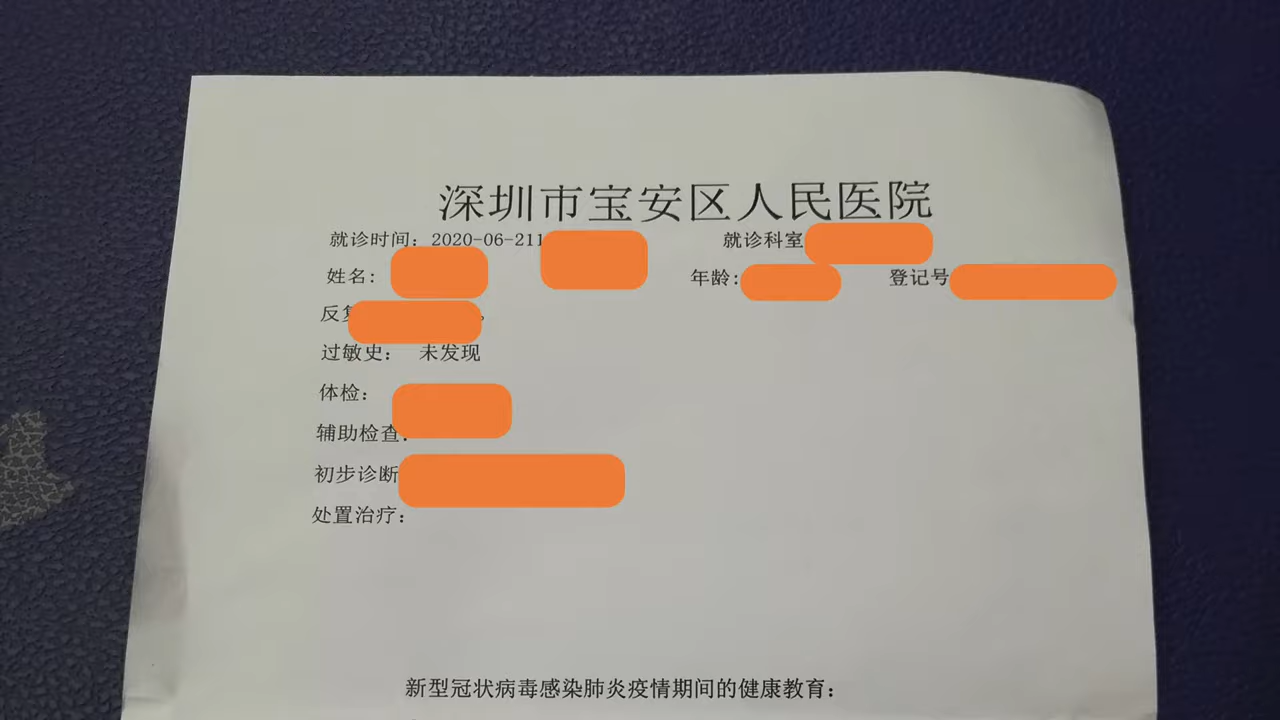 深圳市宝安区人民医院
就诊时间：2020-06-211 就诊科室
姓名： 年龄： 登记号
反复 。
过敏史： 未发现
体检：
辅助检查：
初步诊断
处置治疗：
新型冠状病毒感染肺炎疫情期间的健康教育：